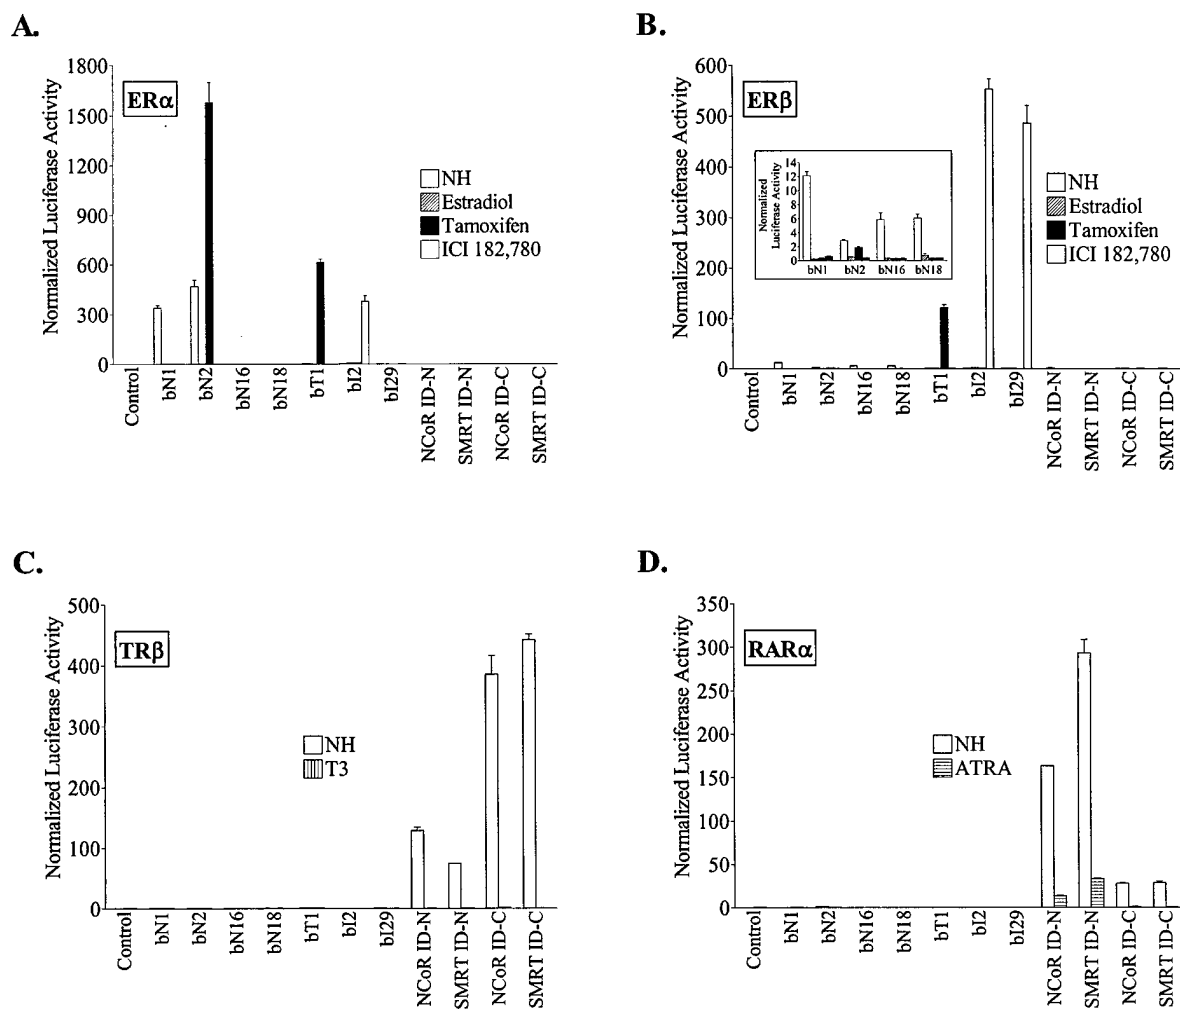 A.
Normalized Luciferase Activity
1800
1500
1200
900
600
300
0
ERα
NH
Estradiol
Tamoxifen
ICI 182,780
Control
bN1
bN2
bN16
bN18
bT1
bI2
bI29
NCoR ID-N
SMRT ID-N
NCoR ID-C
SMRT ID-C
B.
Normalized Luciferase Activity
600
500
400
300
200
100
0
ERβ
Normalized
Luciferase Activity
14
12
10
8
6
4
2
0
bN1 bN2 bN16 bN18
NH
Estradiol
Tamoxifen
ICI 182,780
Control
bN1
bN2
bN16
bN18
bT1
bI2
bI29
NCoR ID-N
SMRT ID-N
NCoR ID-C
SMRT ID-C
C.
Normalized Luciferase Activity
500
400
300
200
100
0
TRβ
NH
T3
Control
bN1
bN2
bN16
bN18
bT1
bI2
bI29
NCoR ID-N
SMRT ID-N
NCoR ID-C
SMRT ID-C
D.
Normalized Luciferase Activity
350
300
250
200
150
100
50
0
RARα
NH
ATRA
Control
bN1
bN2
bN16
bN18
bT1
bI2
bI29
NCoR ID-N
SMRT ID-N
NCoR ID-C
SMRT ID-C